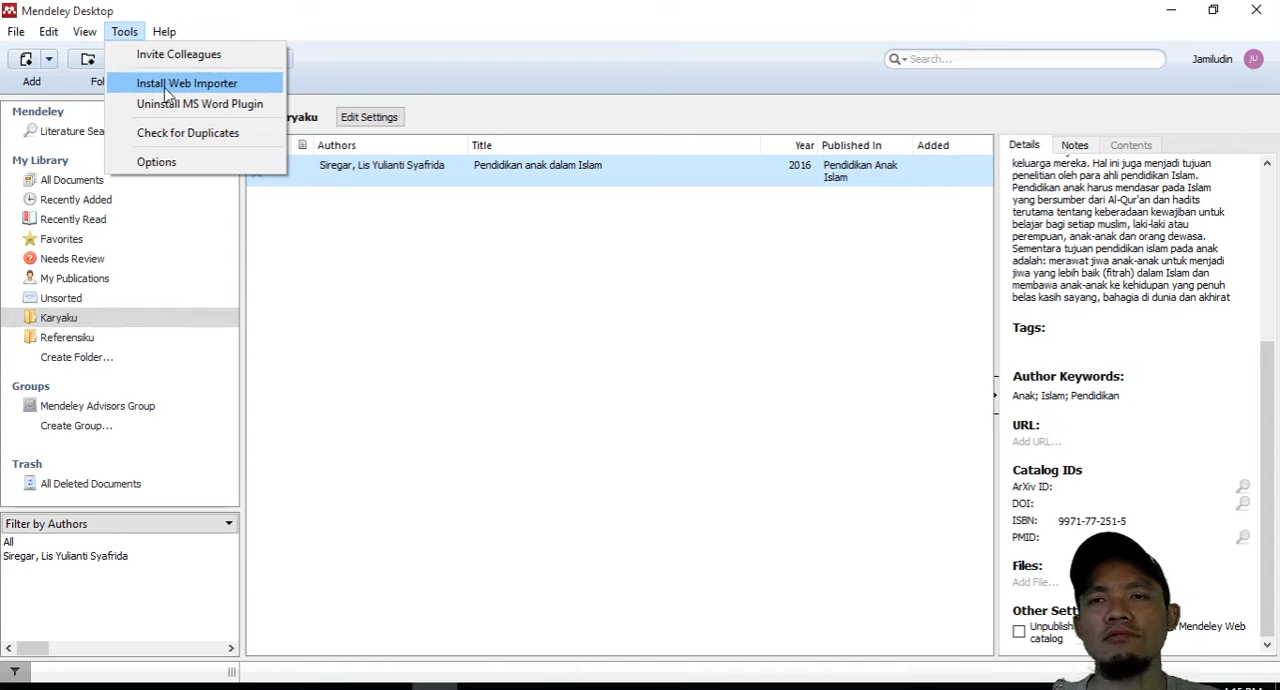 Mendeley Desktop
File Edit View Tools Help
Invite Colleagues
Install Web Importer
Uninstall MS Word Plugin
Check for Duplicates
Options
Add
Fol
Search...
Jamiludin
JU
Mendeley
Literature Sea
My Library
All Documents
Recently Added
Recently Read
Favorites
Needs Review
My Publications
Unsorted
Karyaku
Referensiku
Create Folder...
Groups
Mendeley Advisors Group
Create Group...
Trash
All Deleted Documents
Filter by Authors
All
Siregar, Lis Yulianti Syafrida
ryaku Edit Settings
Authors Title Year Published In Added
Siregar, Lis Yulianti Syafrida Pendidikan anak dalam Islam 2016 Pendidikan Anak
Islam
Details Notes Contents
keluarga mereka. Hal ini juga menjadi tujuan
penelitian oleh para ahli pendidikan Islam.
Pendidikan anak harus mendasar pada Islam
yang bersumber dari Al-Qur'an dan hadits
terutama tentang keberadaan kewajiban untuk
belajar bagi setiap muslim, laki-laki atau
perempuan, anak-anak dan orang dewasa.
Sementara tujuan pendidikan islam pada anak
adalah: merawat jiwa anak-anak untuk menjadi
jiwa yang lebih baik (fitrah) dalam Islam dan
membawa anak-anak ke kehidupan yang penuh
belas kasih sayang, bahagia di dunia dan akhirat
Tags:
Author Keywords:
Anak; Islam; Pendidikan
URL:
Add URL...
Catalog IDs
ArXiv ID:
DOI:
ISBN: 9971-77-251-5
PMID:
Files:
Add File...
Other Sett
Unpublish Mendeley Web
catalog